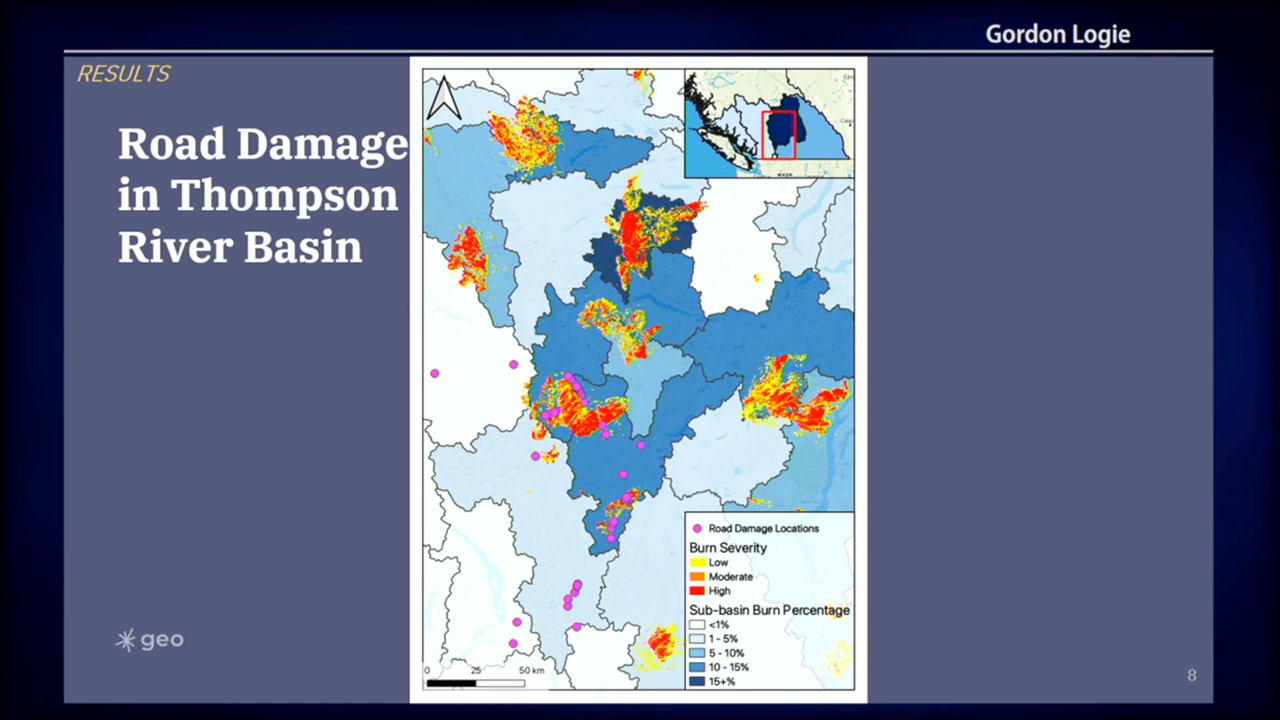 Gordon Logie
RESULTS
Road Damage
in Thompson
River Basin
Road Damage Locations
Burn Severity
Low
Moderate
High
Sub-basin Burn Percentage
<1%
1 - 5%
5 - 10%
10 - 15%
15+%
0 25 50 km
geo
8